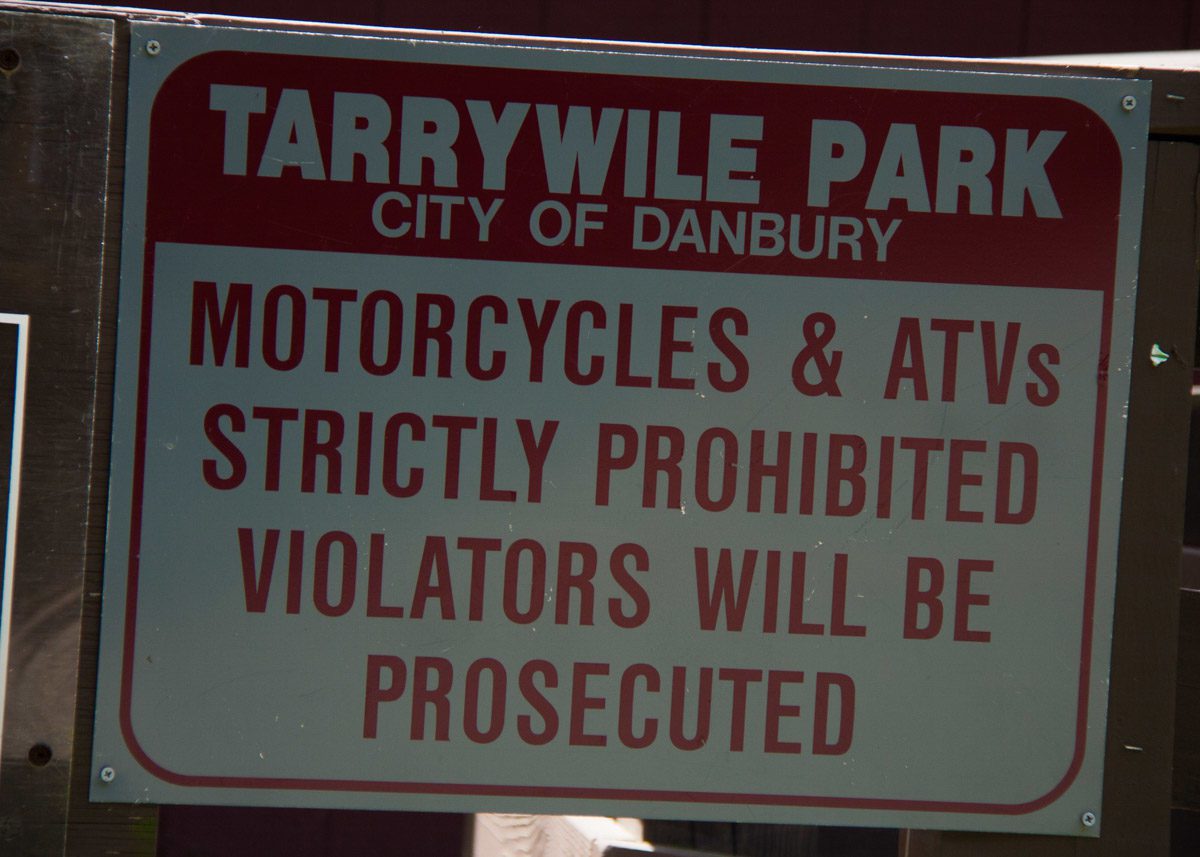 TARRYWILE PARK
CITY OF DANBURY
MOTORCYCLES & ATVs
STRICTLY PROHIBITED
VIOLATORS WILL BE
PROSECUTED